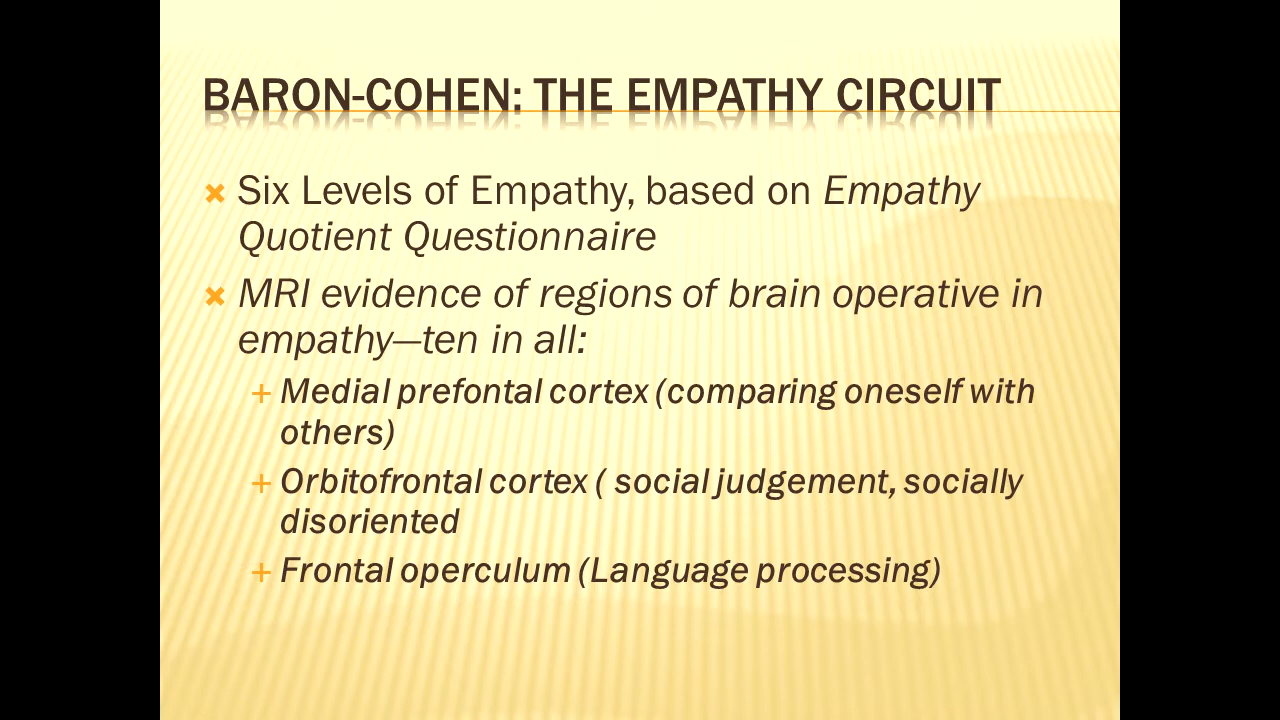 BARON-COHEN: THE EMPATHY CIRCUIT
Six Levels of Empathy, based on Empathy
Quotient Questionnaire
MRI evidence of regions of brain operative in
empathy—ten in all:
Medial prefontal cortex (comparing oneself with
others)
Orbitofrontal cortex ( social judgement, socially
disoriented
Frontal operculum (Language processing)